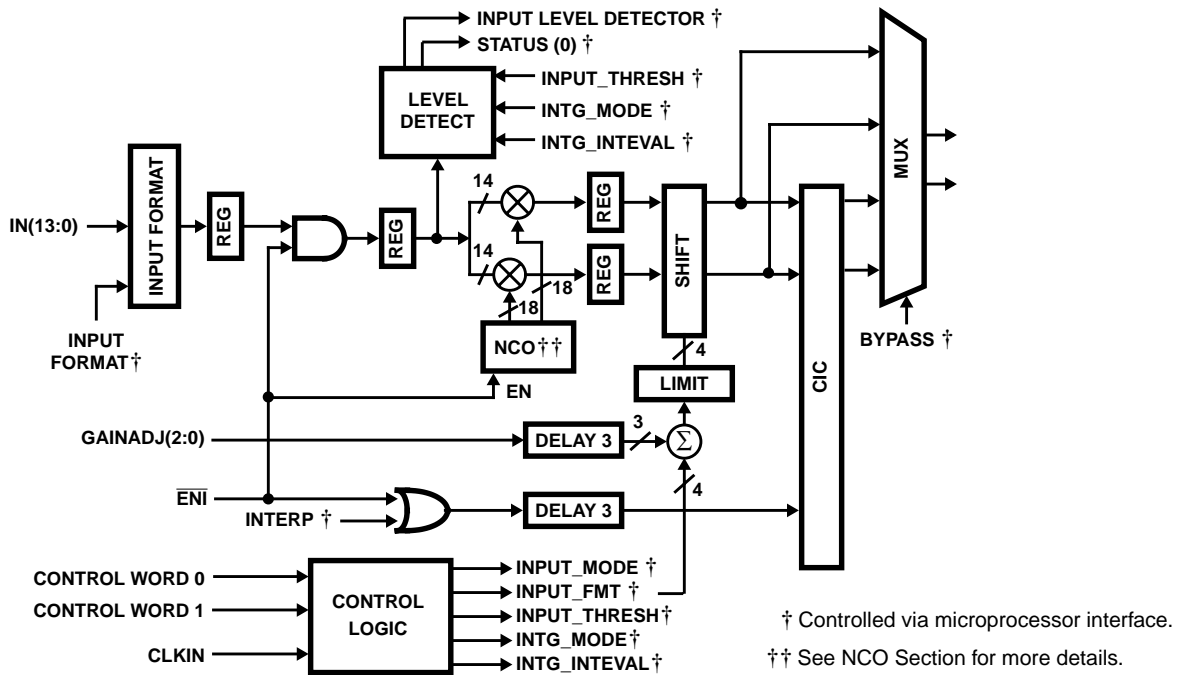 INPUT LEVEL DETECTOR †
STATUS (0) †
LEVEL
DETECT
INPUT_THRESH †
INTG_MODE †
INTG_INTEVAL †
MUX
IN(13:0)
INPUT FORMAT
REG
REG
14
14
REG
REG
SHIFT
18
18
INPUT
FORMAT†
NCO††
EN
4
LIMIT
BYPASS †
CIC
GAINADJ(2:0)
DELAY 3
3
Σ
4
E̅N̅I̅
INTERP †
DELAY 3
CONTROL WORD 0
CONTROL WORD 1
CLKIN
CONTROL
LOGIC
INPUT_MODE †
INPUT_FMT †
INPUT_THRESH†
INTG_MODE†
INTG_INTEVAL†
† Controlled via microprocessor interface.
†† See NCO Section for more details.